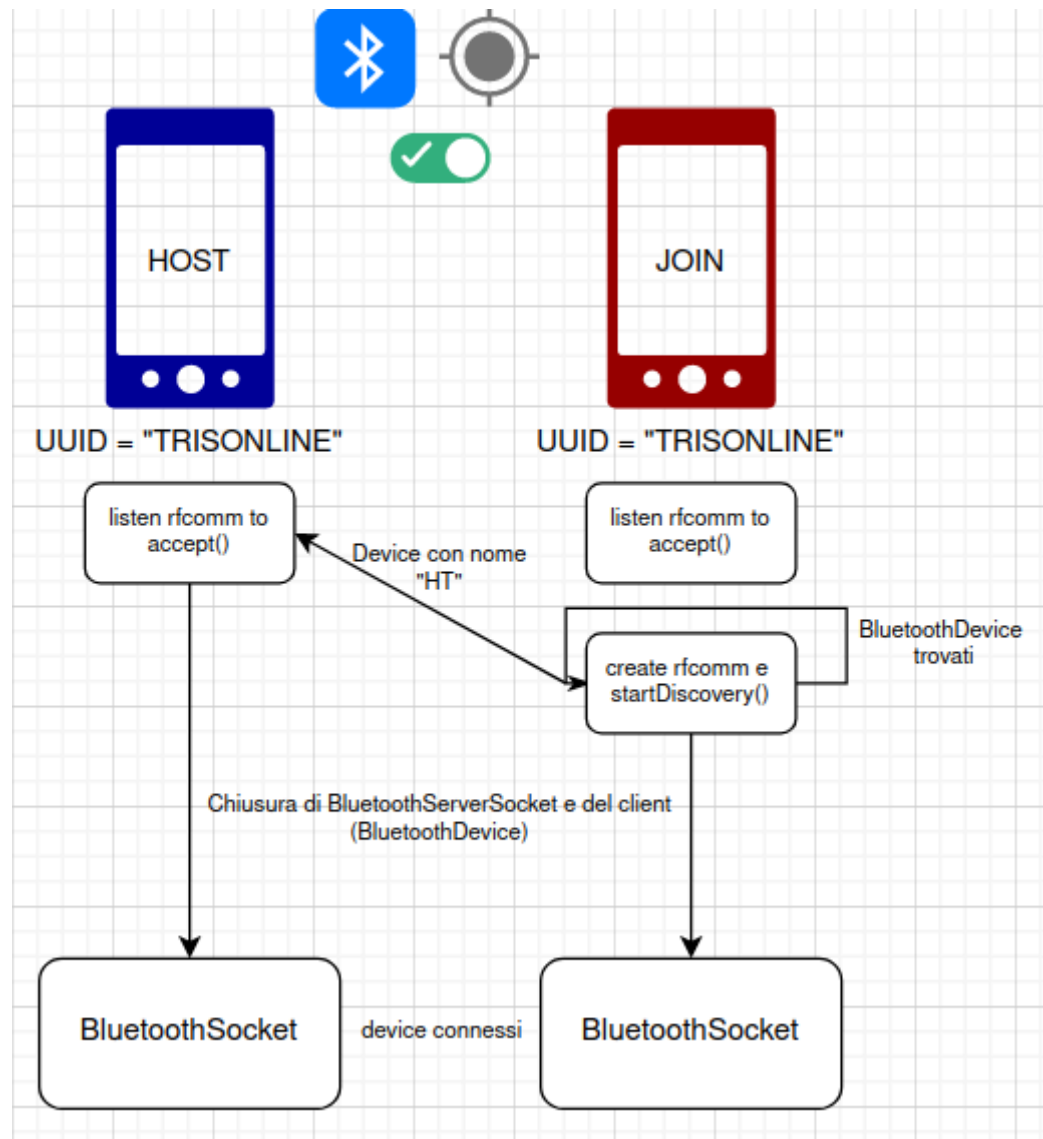 HOST
JOIN
UUID = "TRISONLINE"
UUID = "TRISONLINE"
listen rfcomm to
accept()
listen rfcomm to
accept()
Device con nome
"HT"
BluetoothDevice
trovati
create rfcomm e
startDiscovery()
Chiusura di BluetoothServerSocket e del client
(BluetoothDevice)
BluetoothSocket
device connessi
BluetoothSocket